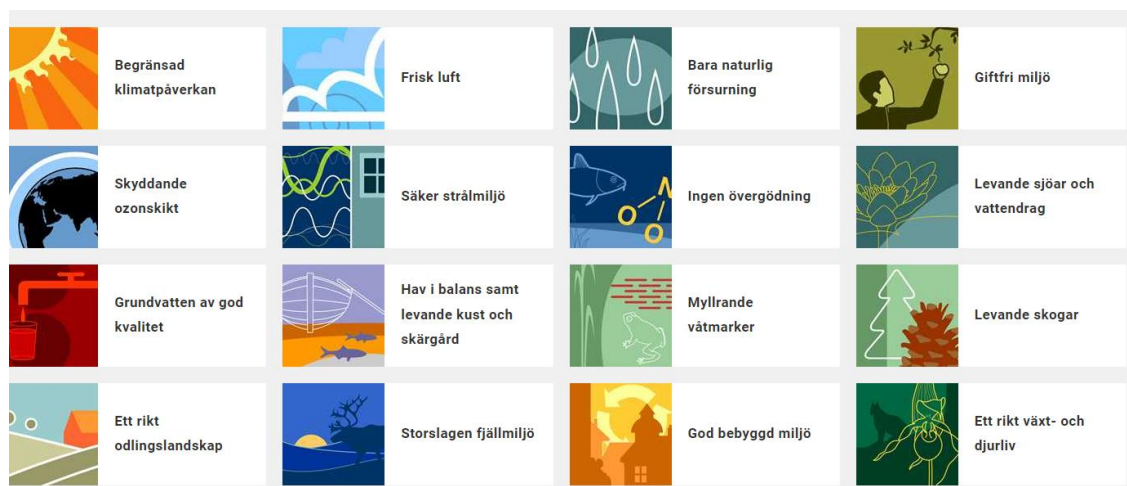 Begränsad
klimatpåverkan
Frisk luft
Bara naturlig
försurning
Giftfri miljö
Skyddande
ozonskikt
Säker strålmiljö
Ingen övergödning
N
O
O
Levande sjöar och
vattendrag
Grundvatten av god
kvalitet
Hav i balans samt
levande kust och
skärgård
Myllrande
våtmarker
Levande skogar
Ett rikt
odlingslandskap
Storslagen fjällmiljö
God bebyggd miljö
Ett rikt växt- och
djurliv